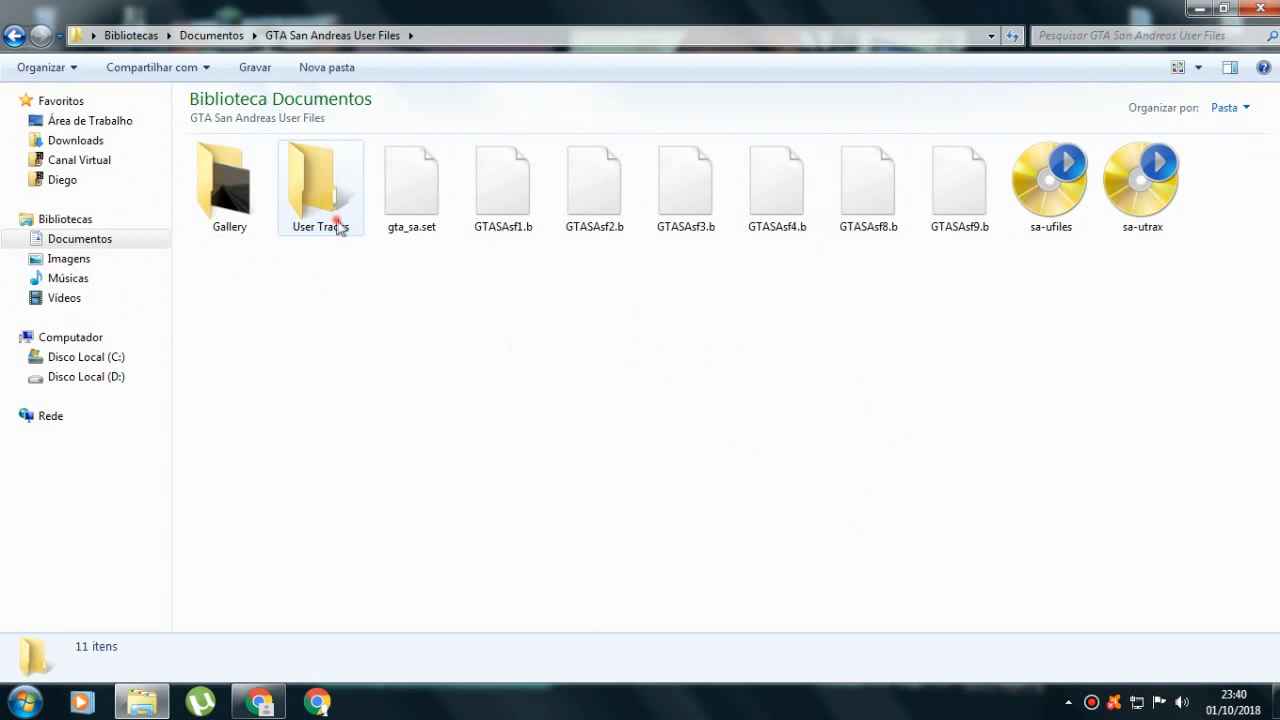 Bibliotecas Documentos GTA San Andreas User Files
Pesquisar GTA San Andreas User Files
Organizar Compartilhar com Gravar Nova pasta
Favoritos
Área de Trabalho
Downloads
Canal Virtual
Diego
Bibliotecas
Documentos
Imagens
Músicas
Vídeos
Computador
Disco Local (C:)
Disco Local (D:)
Rede
Biblioteca Documentos
GTA San Andreas User Files
Organizar por: Pasta
Gallery
User Tracks
gta_sa.set
GTASAsf1.b
GTASAsf2.b
GTASAsf3.b
GTASAsf4.b
GTASAsf8.b
GTASAsf9.b
sa-ufiles
sa-utrax
11 itens
23:40
01/10/2018